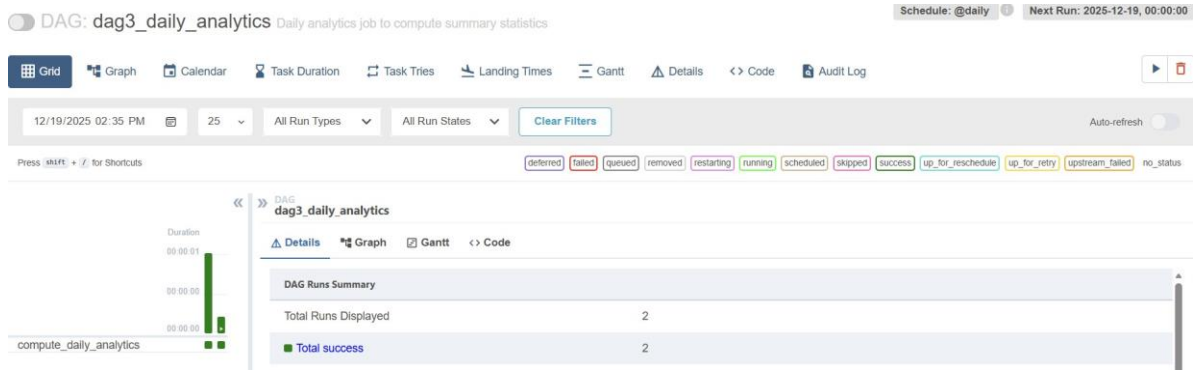 DAG: dag3_daily_analytics Daily analytics job to compute summary statistics
Schedule: @daily Next Run: 2025-12-19, 00:00:00
Grid Graph Calendar Task Duration Task Tries Landing Times Gantt Details <> Code Audit Log
12/19/2025 02:35 PM 25 All Run Types All Run States Clear Filters Auto-refresh
Press shift + / for Shortcuts
deferred failed queued removed restarting running scheduled skipped success up_for_reschedule up_for_retry upstream_failed no_status
DAG
dag3_daily_analytics
Details Graph Gantt <> Code
Duration
00:00:01
00:00:00
00:00:00
compute_daily_analytics
DAG Runs Summary
Total Runs Displayed 2
Total success 2